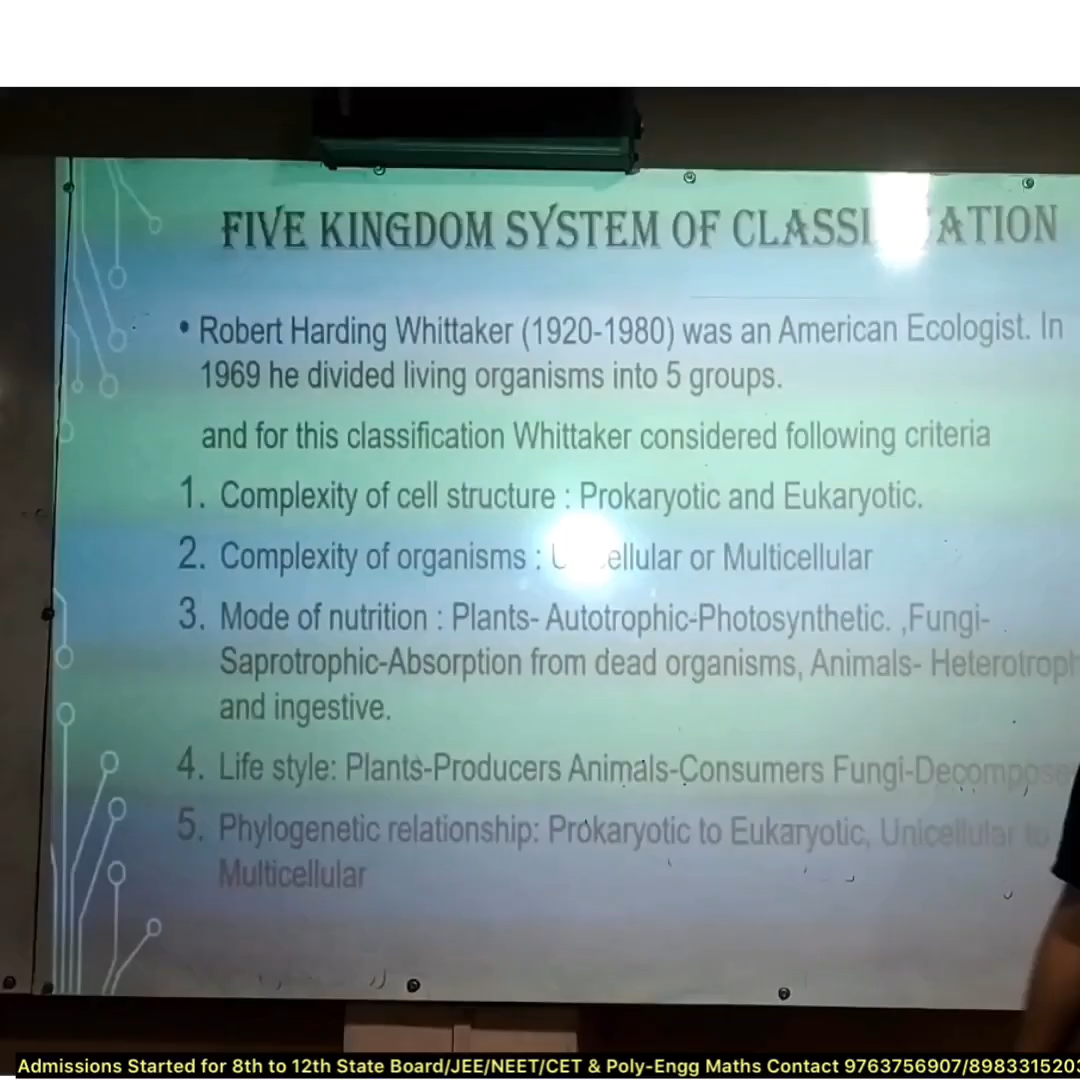 FIVE KINGDOM SYSTEM OF CLASSI ATION
• Robert Harding Whittaker (1920-1980) was an American Ecologist. In
1969 he divided living organisms into 5 groups.
and for this classification Whittaker considered following criteria
1. Complexity of cell structure : Prokaryotic and Eukaryotic.
2. Complexity of organisms : U ellular or Multicellular
3. Mode of nutrition : Plants- Autotrophic-Photosynthetic. ,Fungi-
Saprotrophic-Absorption from dead organisms, Animals- Heterotroph
and ingestive.
4. Life style: Plants-Producers Animals-Consumers Fungi-Decompose
5. Phylogenetic relationship: Prokaryotic to Eukaryotic, Unicellular to
Multicellular
Admissions Started for 8th to 12th State Board/JEE/NEET/CET & Poly-Engg Maths Contact 9763756907/898331520